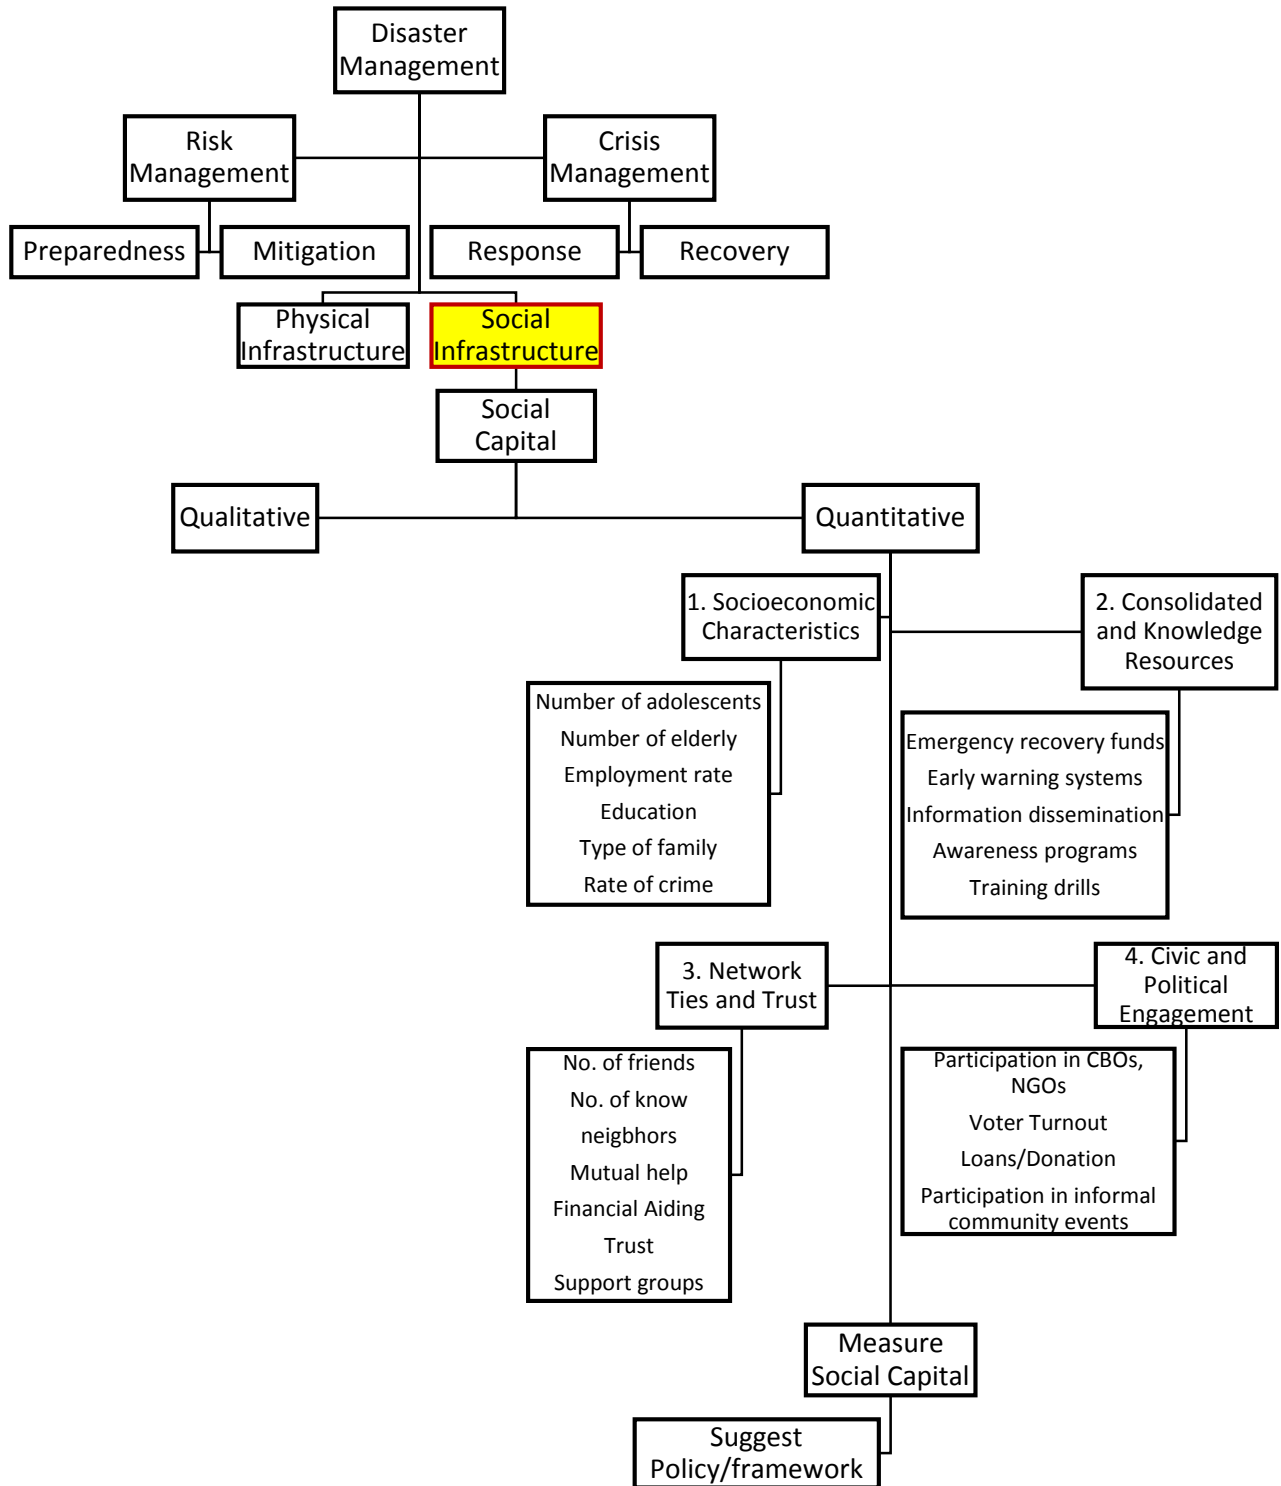 Disaster
Management
Risk
Management
Crisis
Management
Preparedness
Mitigation
Response
Recovery
Physical
Infrastructure
Social
Infrastructure
Social
Capital
Qualitative
Quantitative
1. Socioeconomic
Characteristics
2. Consolidated
and Knowledge
Resources
Number of adolescents
Number of elderly
Employment rate
Education
Type of family
Rate of crime
Emergency recovery funds
Early warning systems
Information dissemination
Awareness programs
Training drills
3. Network
Ties and Trust
4. Civic and
Political
Engagement
No. of friends
No. of know
neigbhors
Mutual help
Financial Aiding
Trust
Support groups
Participation in CBOs,
NGOs
Voter Turnout
Loans/Donation
Participation in informal
community events
Measure
Social Capital
Suggest
Policy/framework